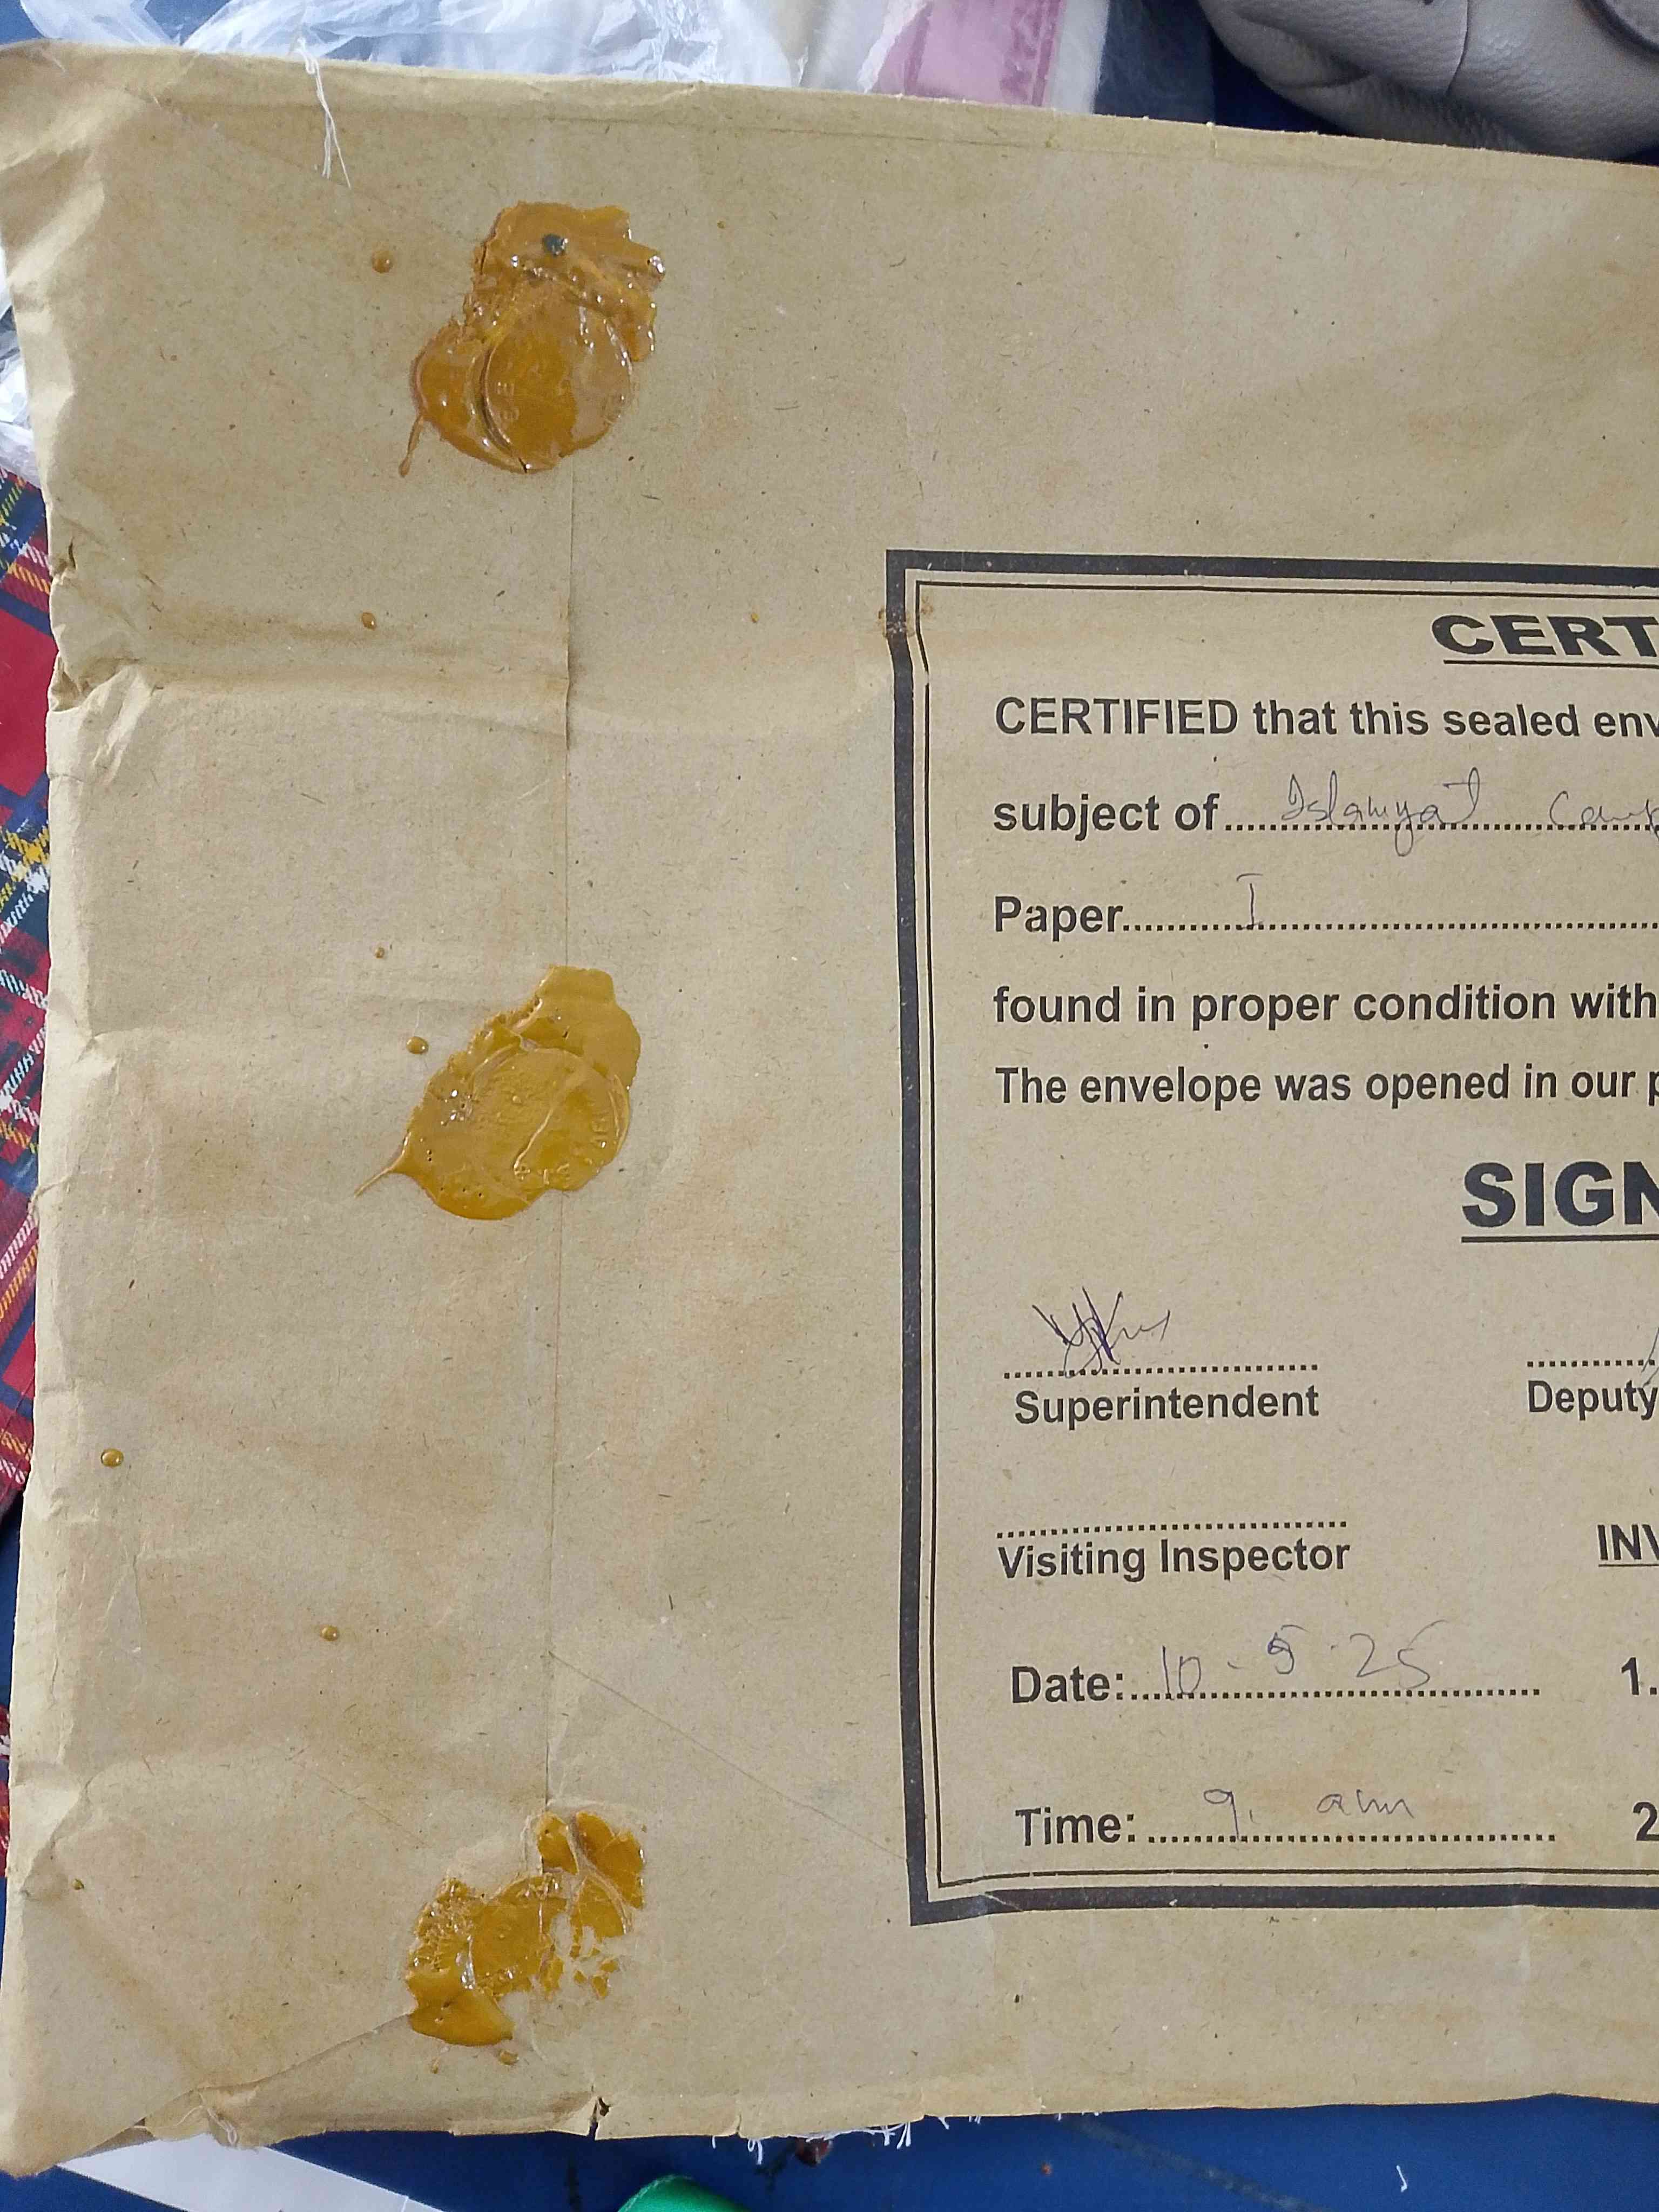 CERT
CERTIFIED that this sealed env
subject of Islamyat Comp
Paper I
found in proper condition with
The envelope was opened in our p
SIGN
Superintendent Deputy
Visiting Inspector INV
Date: 10-5-25 1.
Time: 9. am 2